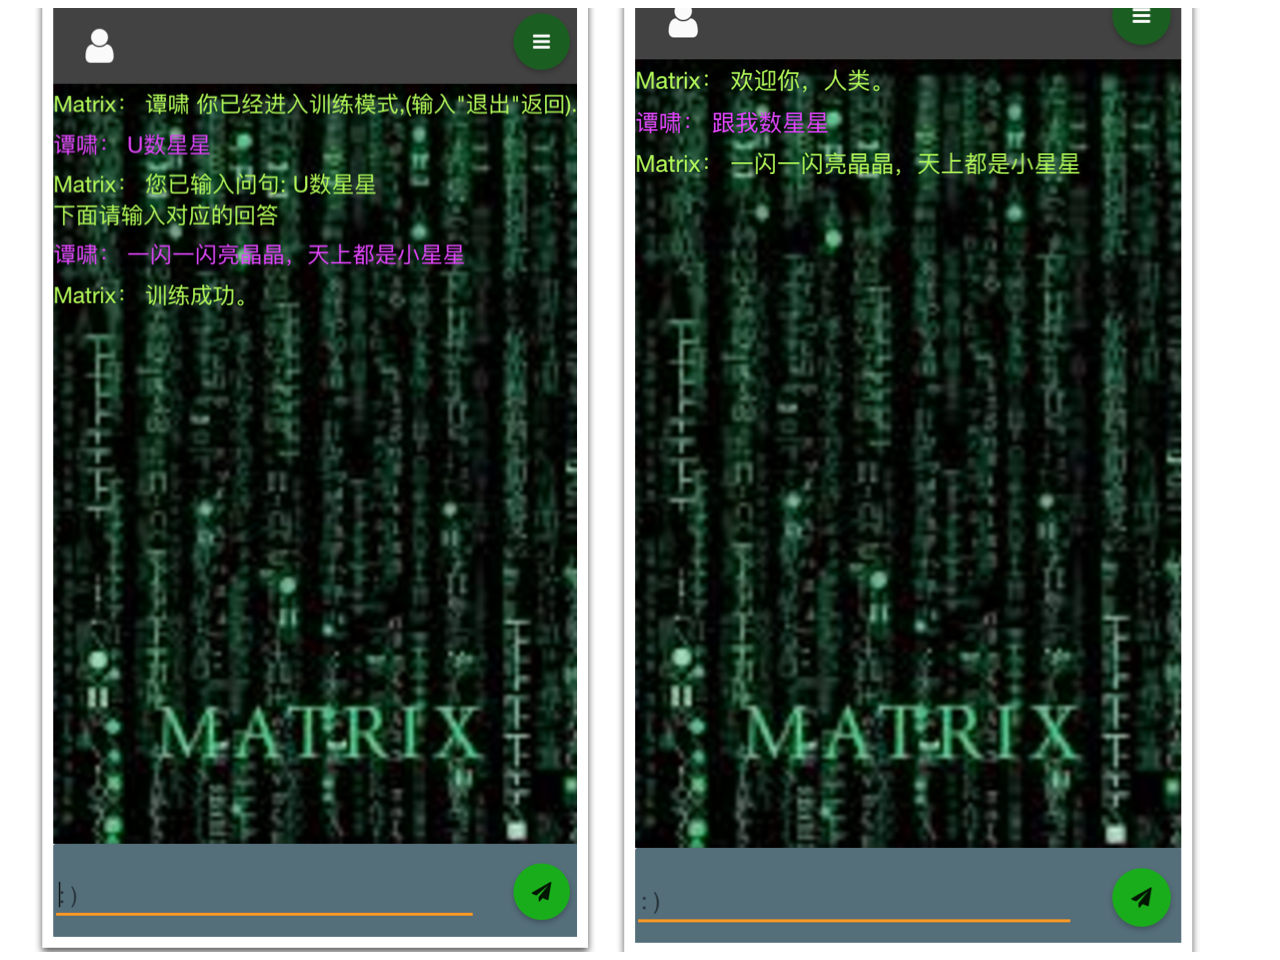 Matrix： 谭啸 你已经进入训练模式,(输入"退出"返回).
谭啸： U数星星
Matrix： 您已输入问句: U数星星
下面请输入对应的回答
谭啸： 一闪一闪亮晶晶，天上都是小星星
Matrix： 训练成功。
MATRIX
:)
Matrix： 欢迎你，人类。
谭啸： 跟我数星星
Matrix： 一闪一闪亮晶晶，天上都是小星星
MATRIX
:)